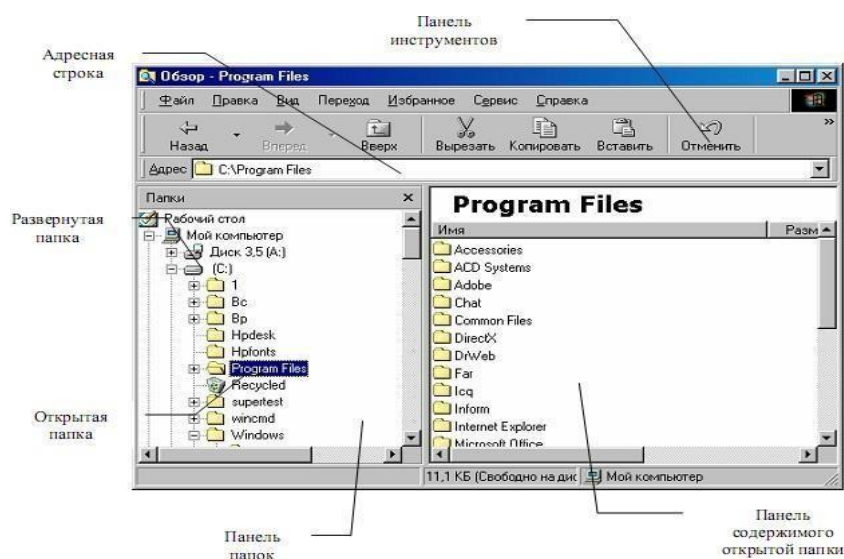 Панель
инструментов
Адресная
строка
Обзор - Program Files
Файл Правка Вид Переход Избранное Сервис Справка
Назад Вперед Вверх Вырезать Копировать Вставить Отменить »
Адрес C:\Program Files
Папки
Рабочий стол
Мой компьютер
Диск 3,5 (A:)
(C:)
1
Bc
Bp
Hpdesk
Hpfonts
Program Files
Recycled
supertest
wincmd
Windows
Program Files
Имя Разм
Accessories
ACD Systems
Adobe
Chat
Common Files
DirectX
DrWeb
Far
Icq
Inform
Internet Explorer
Microsoft Office
11,1 КБ (Свободно на дис Мой компьютер
Развернутая
папка
Открытая
папка
Панель
папок
Панель
содержимого
открытой папки